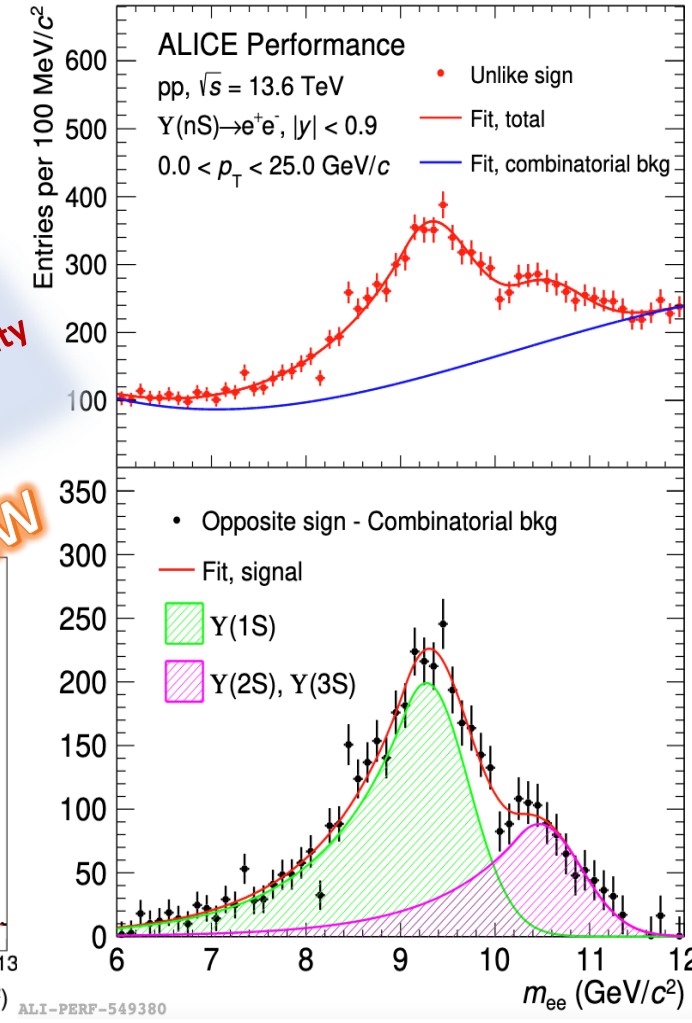 ALICE Performance
pp, √s = 13.6 TeV
ϒ(nS)→e⁺e⁻, |y| < 0.9
0.0 < p_T < 25.0 GeV/c
Unlike sign
Fit, total
Fit, combinatorial bkg
Entries per 100 MeV/c²
600
500
400
300
200
100
ty
W
Opposite sign - Combinatorial bkg
Fit, signal
ϒ(1S)
ϒ(2S), ϒ(3S)
350
300
250
200
150
100
50
0
6 7 8 9 10 11 12
m_ee (GeV/c²)
13
)
ALI-PERF-549380